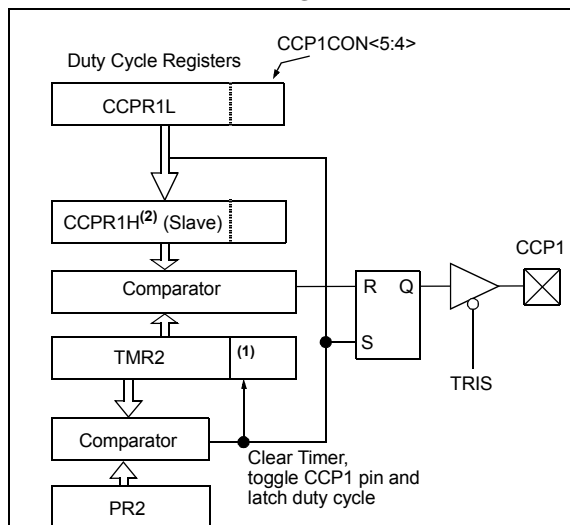 CCP1CON<5:4>
Duty Cycle Registers
CCPR1L
CCPR1H(2) (Slave)
CCP1
Comparator
R Q
TMR2 (1)
S
TRIS
Comparator
Clear Timer,
toggle CCP1 pin and
latch duty cycle
PR2